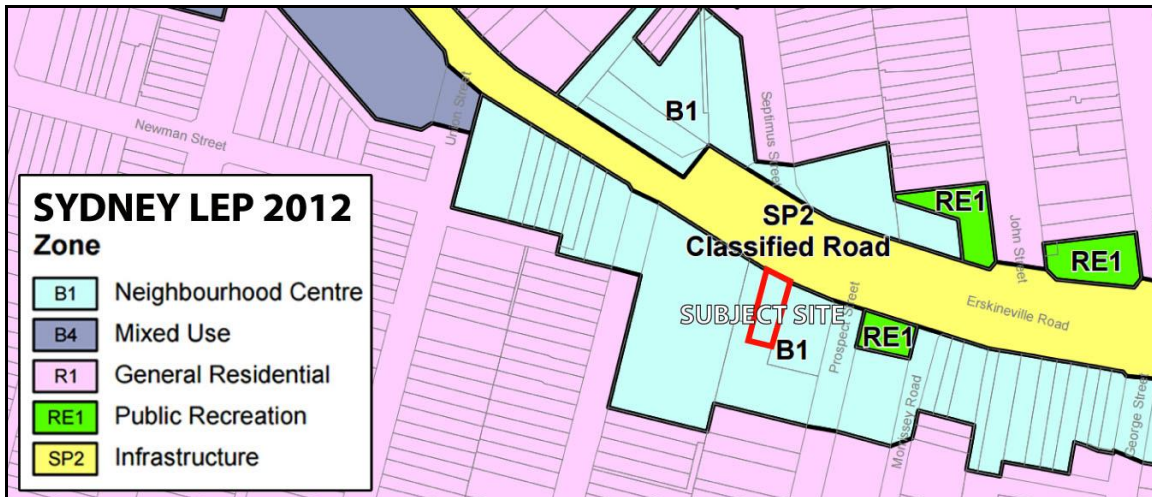 B1
Septimus Street
Union Street
Newman Street
RE1
SP2
Classified Road
John Street
RE1
Erskineville Road
SUBJECT SITE
B1
Prospect Street
RE1
Morrissey Road
George Street
SYDNEY LEP 2012
Zone
B1 Neighbourhood Centre
B4 Mixed Use
R1 General Residential
RE1 Public Recreation
SP2 Infrastructure